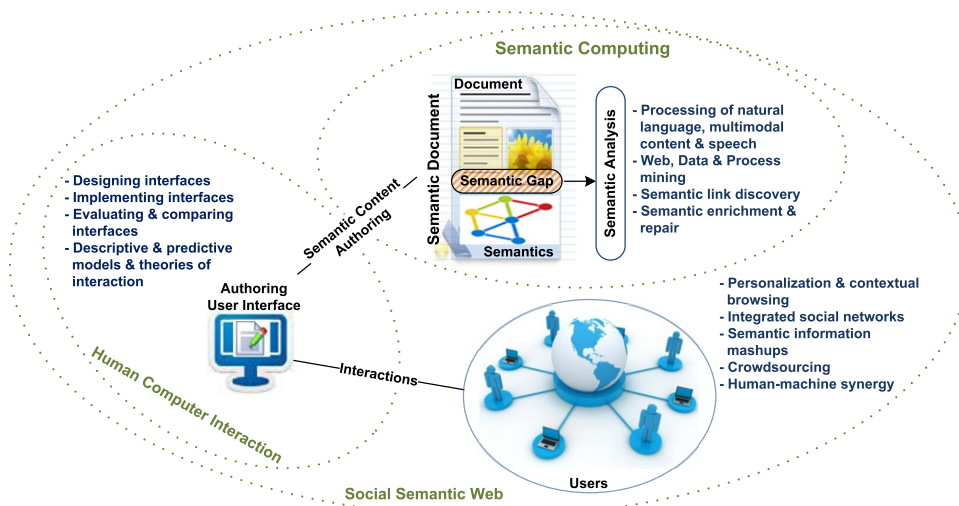 Semantic Computing
Document
Semantic Document
Semantic Gap
Semantics
Semantic Analysis
- Processing of natural
language, multimodal
content & speech
- Web, Data & Process
mining
- Semantic link discovery
- Semantic enrichment &
repair
- Designing interfaces
- Implementing interfaces
- Evaluating & comparing
interfaces
- Descriptive & predictive
models & theories of
interaction
Semantic Content
Authoring
Authoring
User Interface
Interactions
- Personalization & contextual
browsing
- Integrated social networks
- Semantic information
mashups
- Crowdsourcing
- Human-machine synergy
Human Computer Interaction
Users
Social Semantic Web